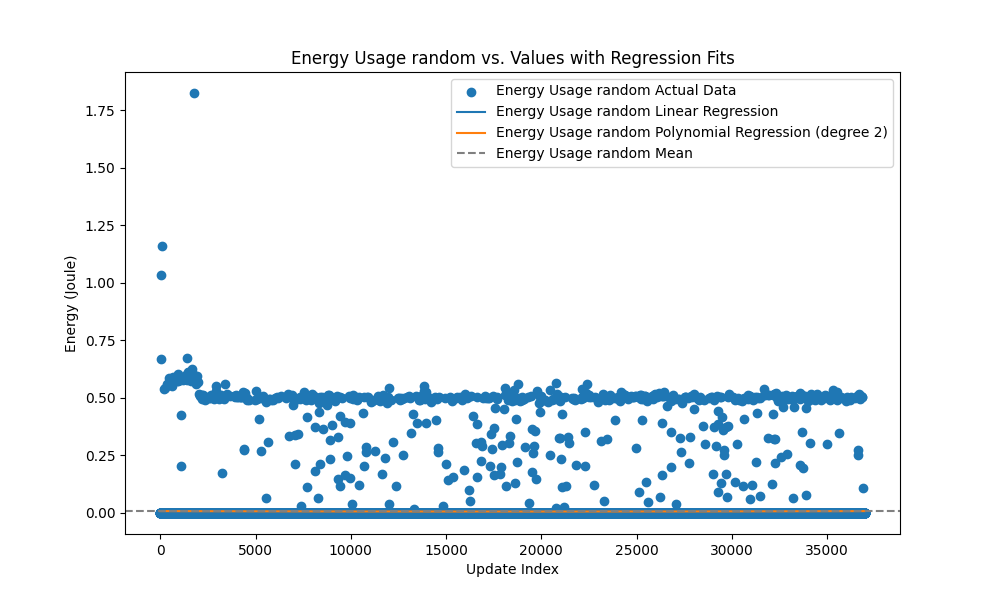 Energy Usage random vs. Values with Regression Fits
Energy Usage random Actual Data
Energy Usage random Linear Regression
Energy Usage random Polynomial Regression (degree 2)
Energy Usage random Mean
Energy (Joule)
1.75
1.50
1.25
1.00
0.75
0.50
0.25
0.00
0 5000 10000 15000 20000 25000 30000 35000
Update Index